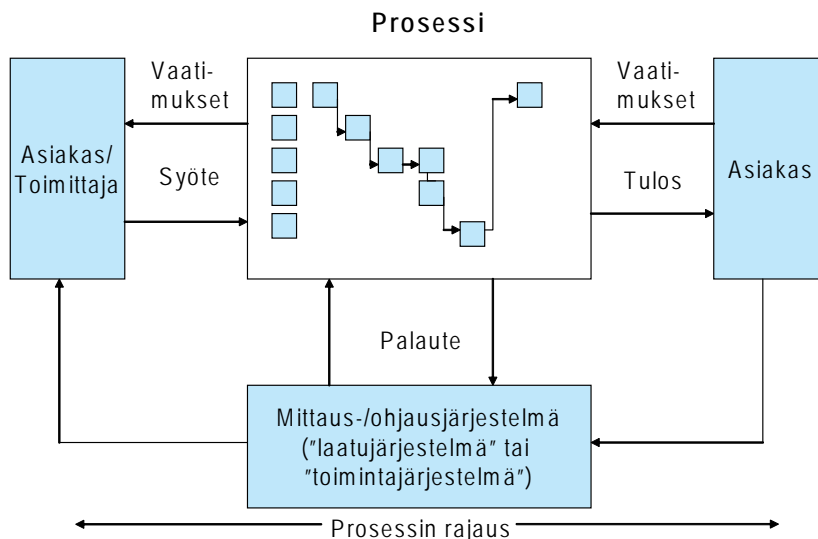 Prosessi
Vaati-
mukset
Vaati-
mukset
Asiakas/
Toimittaja
Syöte
Tulos
Asiakas
Palaute
Mittaus-/ohjausjärjestelmä
("laatujärjestelmä" tai
"toimintajärjestelmä")
Prosessin rajaus